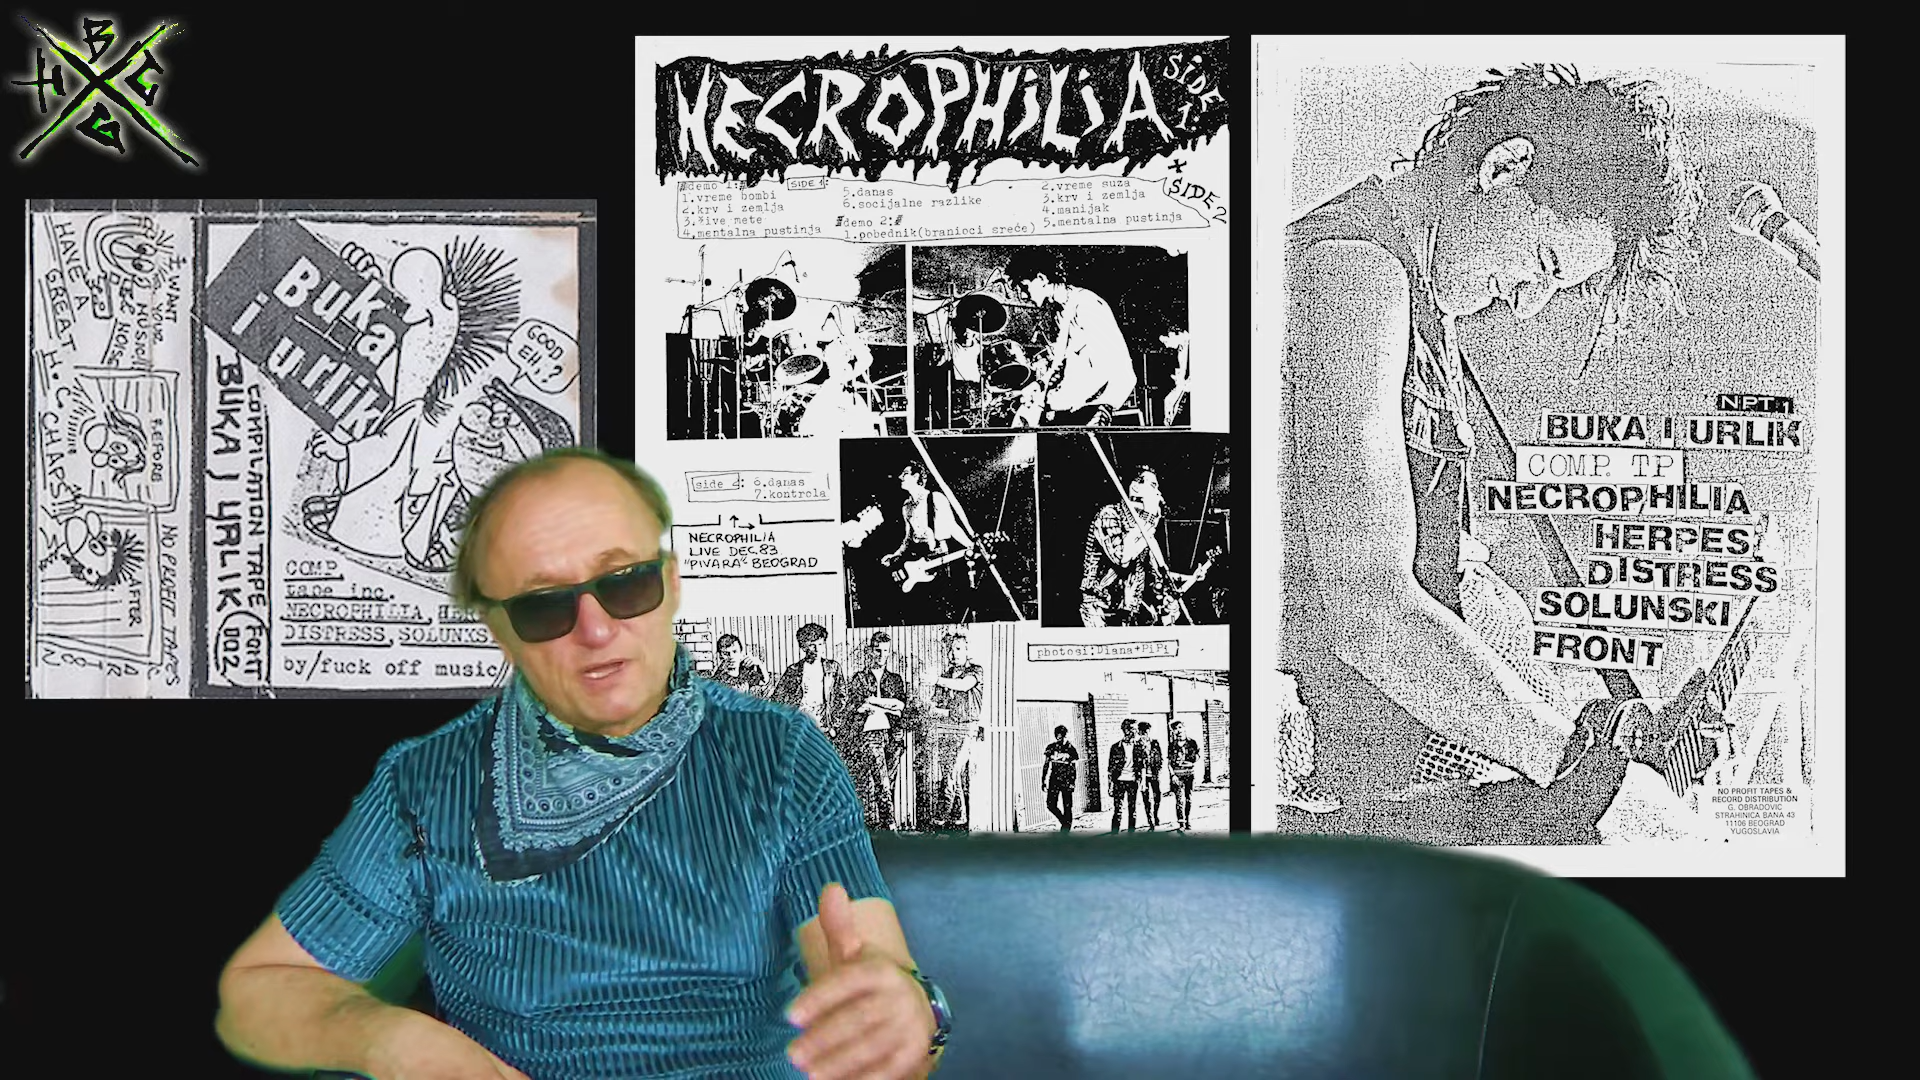 B
H C
G
I WANT YOUR MUSIC!
HAVE A GREAT H.C. CHAPS!
BEFORE
AFTER
NO PROFIT TAPES
Buka
i urlik
GOOD, EH.?
COMPILATION TAPE
BUKA I URLIK
002
COMP
tape inc.
NECROPHILIA, HER
DISTRESS, SOLUNKS
by/fuck off music/
NECROPHILIA
SIDE 1
x SIDE 2
demo 1:
SIDE 1:
1.vreme bombi
2.krv i zemlja
3.žive mete
4.mentalna pustinja
5.danas
6.socijalne razlike
demo 2:
1.pobednik(branioci sreće)
2.vreme suza
3.krv i zemlja
4.manijak
5.mentalna pustinja
side 2: 6.danas
7.kontrola
NECROPHILIA
LIVE DEC.83
"PIVARA" BEOGRAD
photosi:Diana+PiPi
NPT 1
BUKA I URLIK
COMP. TP
NECROPHILIA
HERPES
DISTRESS
SOLUNSKI
FRONT
NO PROFIT TAPES &
RECORD DISTRIBUTION
G. OBRADOVIC
STRAHINICA BANA 43
11106 BEOGRAD
YUGOSLAVIA